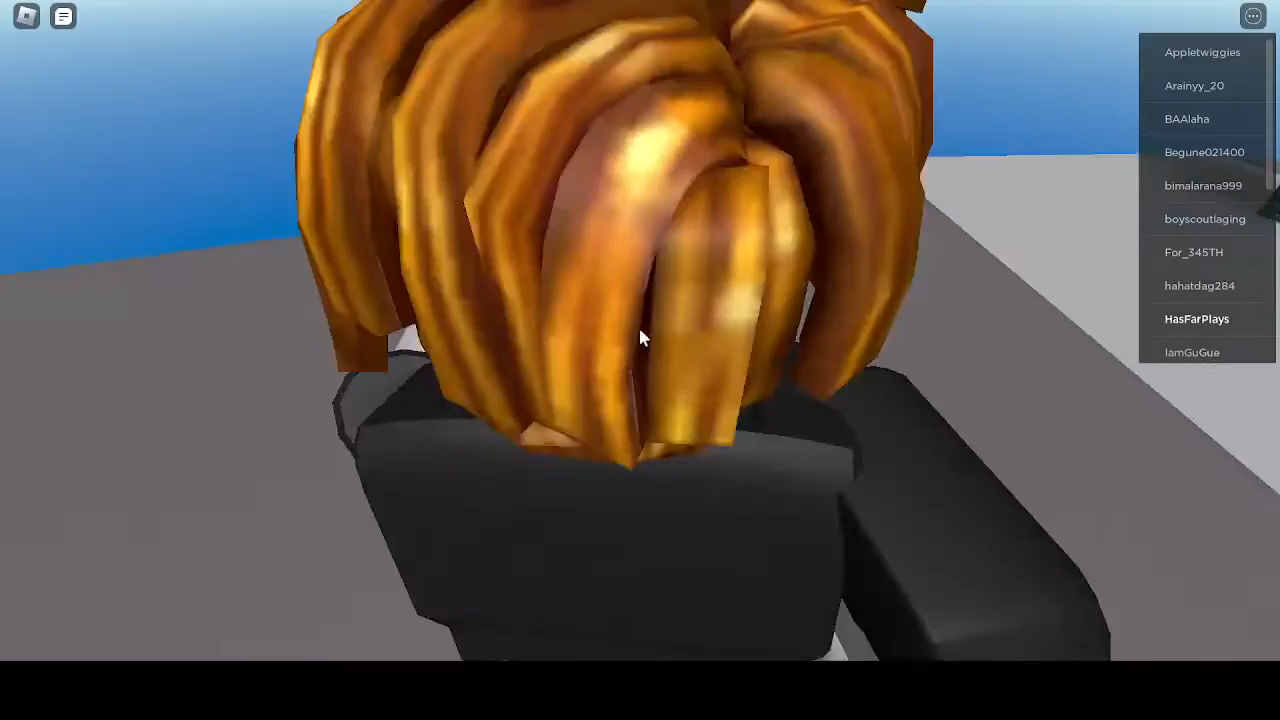 Appletwiggies
Arainyy_20
BAAlaha
Begune021400
bimalarana999
boyscoutlaging
For_345TH
hahatdag284
HasFarPlays
IamGuGue